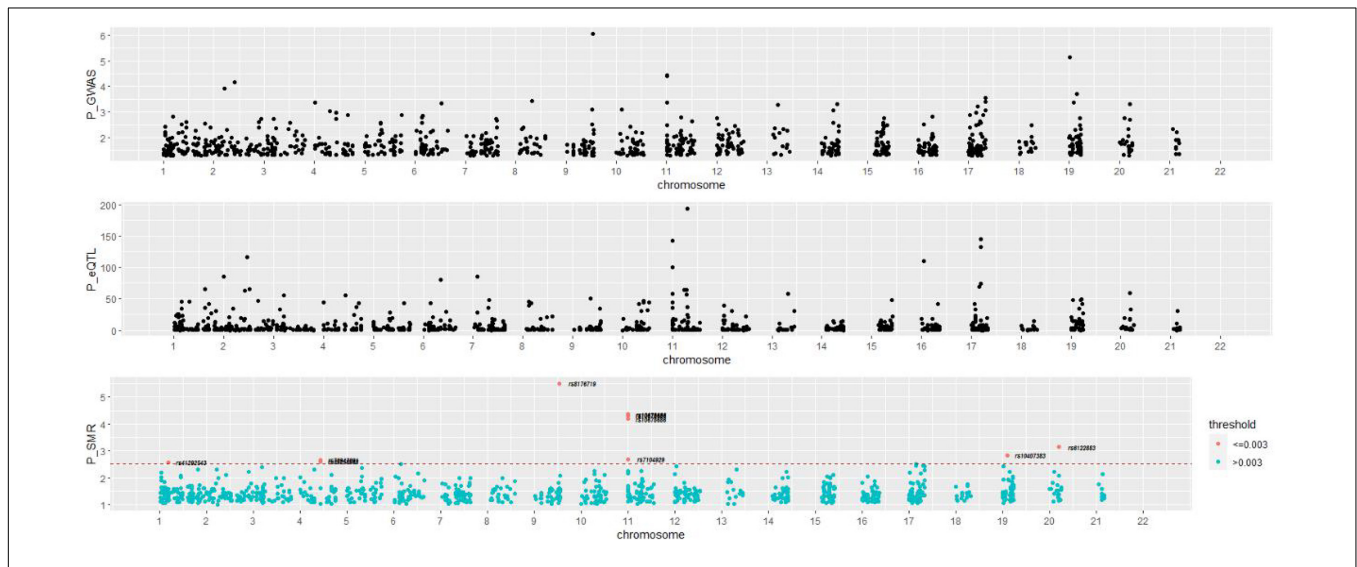 6
5
4
3
2
P_GWAS
1 2 3 4 5 6 7 8 9 10 11 12 13 14 15 16 17 18 19 20 21 22
chromosome
200
150
100
50
0
P_eQTL
1 2 3 4 5 6 7 8 9 10 11 12 13 14 15 16 17 18 19 20 21 22
chromosome
5
4
3
2
1
P_SMR
rs8176719
rs41292543
rs7104929
rs10407383
rs6122683
1 2 3 4 5 6 7 8 9 10 11 12 13 14 15 16 17 18 19 20 21 22
chromosome
threshold
<=0.003
>0.003